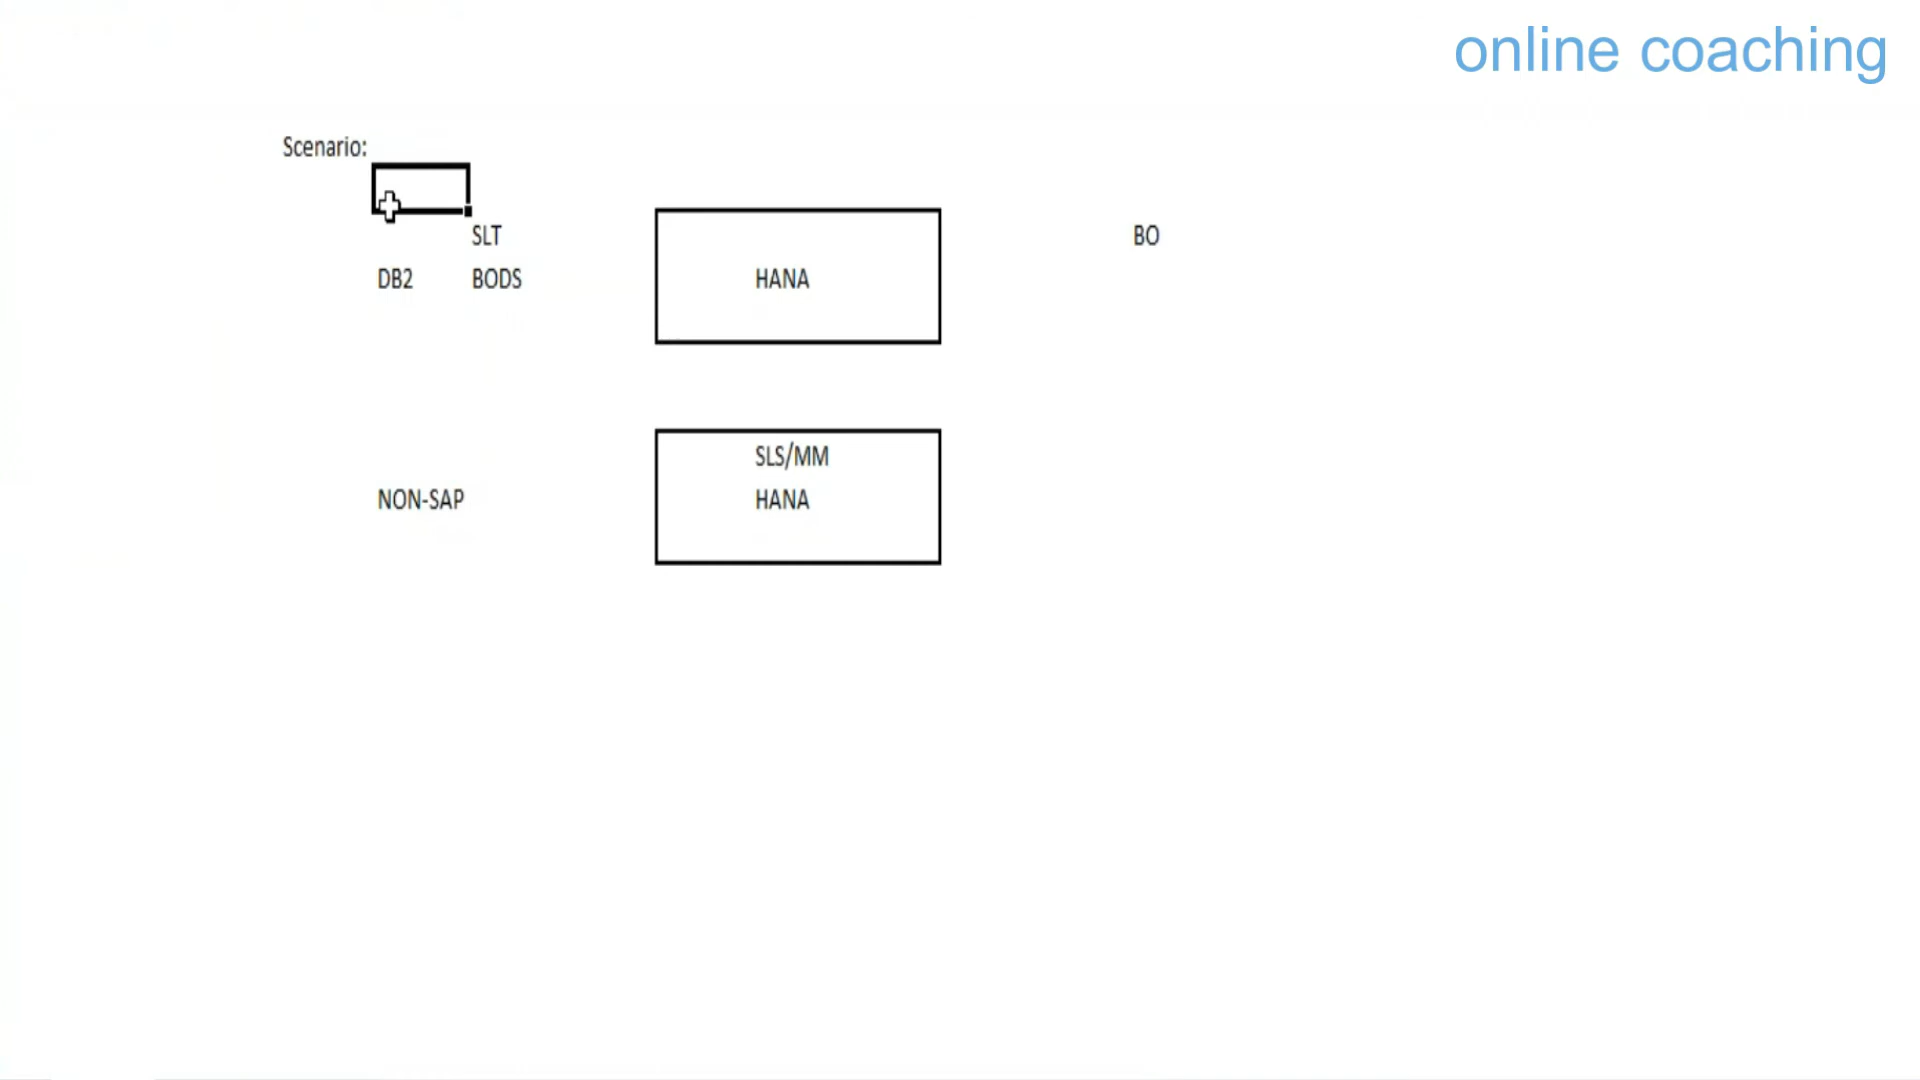 online coaching
Scenario:
SLT
BO
DB2
BODS
HANA
SLS/MM
NON-SAP
HANA